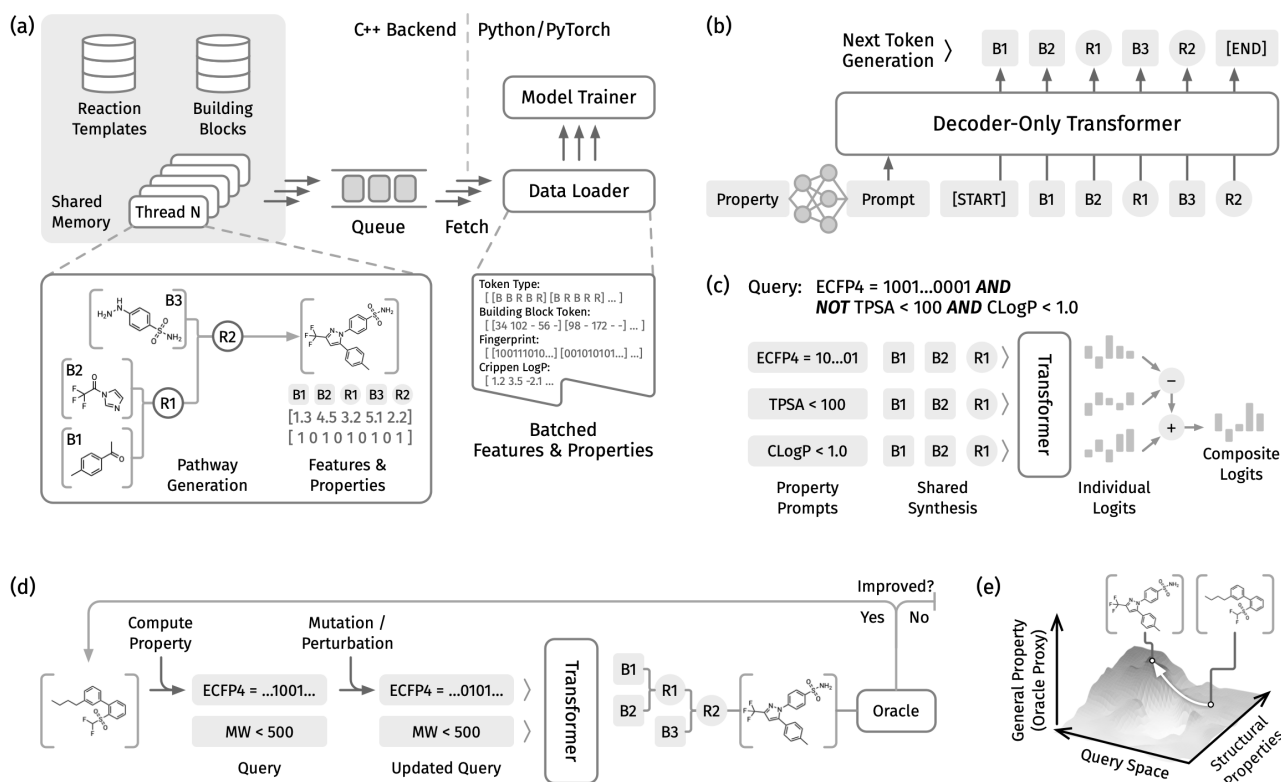 (a)
C++ Backend
Python/PyTorch
Reaction
Templates
Building
Blocks
Shared
Memory
Thread N
Queue
Fetch
Model Trainer
Data Loader
B3
B2
B1
R1
R2
Pathway
Generation
B1 B2 R1 B3 R2
[1.3 4.5 3.2 5.1 2.2]
[ 1 0 1 0 1 0 1 0 1 ]
Features &
Properties
Token Type:
[ [B B R B R] [B R B R R] ... ]
Building Block Token:
[ [34 102 - 56 -] [98 - 172 - -] ... ]
Fingerprint:
[ [100111010...] [001010101...] ...]
Crippen LogP:
[ 1.2 3.5 -2.1 ...
Batched
Features & Properties
(b)
Next Token
Generation
B1 B2 R1 B3 R2 [END]
Decoder-Only Transformer
Property
Prompt
[START] B1 B2 R1 B3 R2
(c)
Query: ECFP4 = 1001...0001 AND
NOT TPSA < 100 AND CLogP < 1.0
ECFP4 = 10...01 B1 B2 R1
TPSA < 100 B1 B2 R1
CLogP < 1.0 B1 B2 R1
Transformer
−
+
Property
Prompts
Shared
Synthesis
Individual
Logits
Composite
Logits
(d)
Compute
Property
Mutation /
Perturbation
ECFP4 = ...1001...
MW < 500
Query
ECFP4 = ...0101...
MW < 500
Updated Query
Transformer
B1
B2
R1
B3
R2
Oracle
Improved?
Yes
No
(e)
General Property
(Oracle Proxy)
Query Space
Structural
Properties